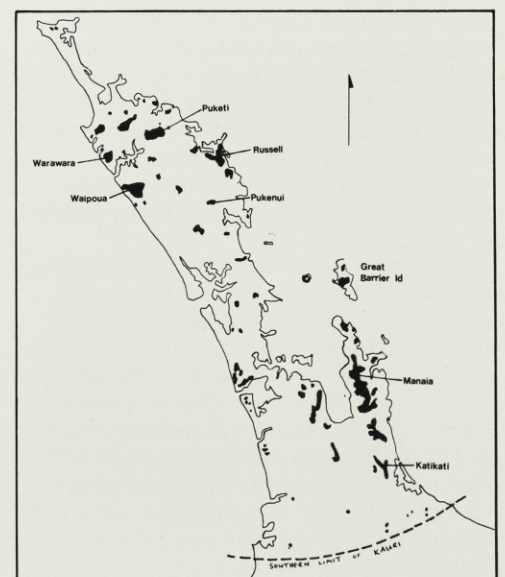 Puketi
Russell
Warawara
Waipoua
Pukenui
Great
Barrier Id
Manaia
Katikati
SOUTHERN LIMIT OF KAURI